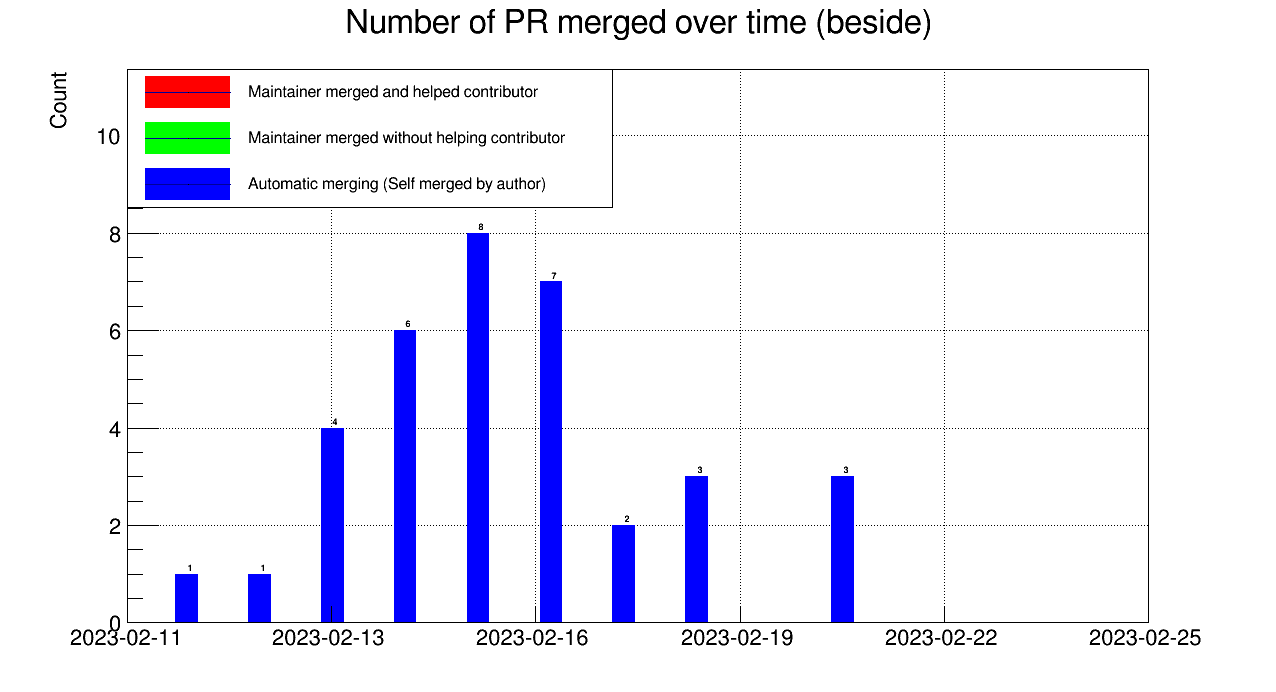 Number of PR merged over time (beside)
Count
Maintainer merged and helped contributor
Maintainer merged without helping contributor
Automatic merging (Self merged by author)
10
8
6
4
2
0
8
7
6
4
3
3
2
1
1
2023-02-11 2023-02-13 2023-02-16 2023-02-19 2023-02-22 2023-02-25